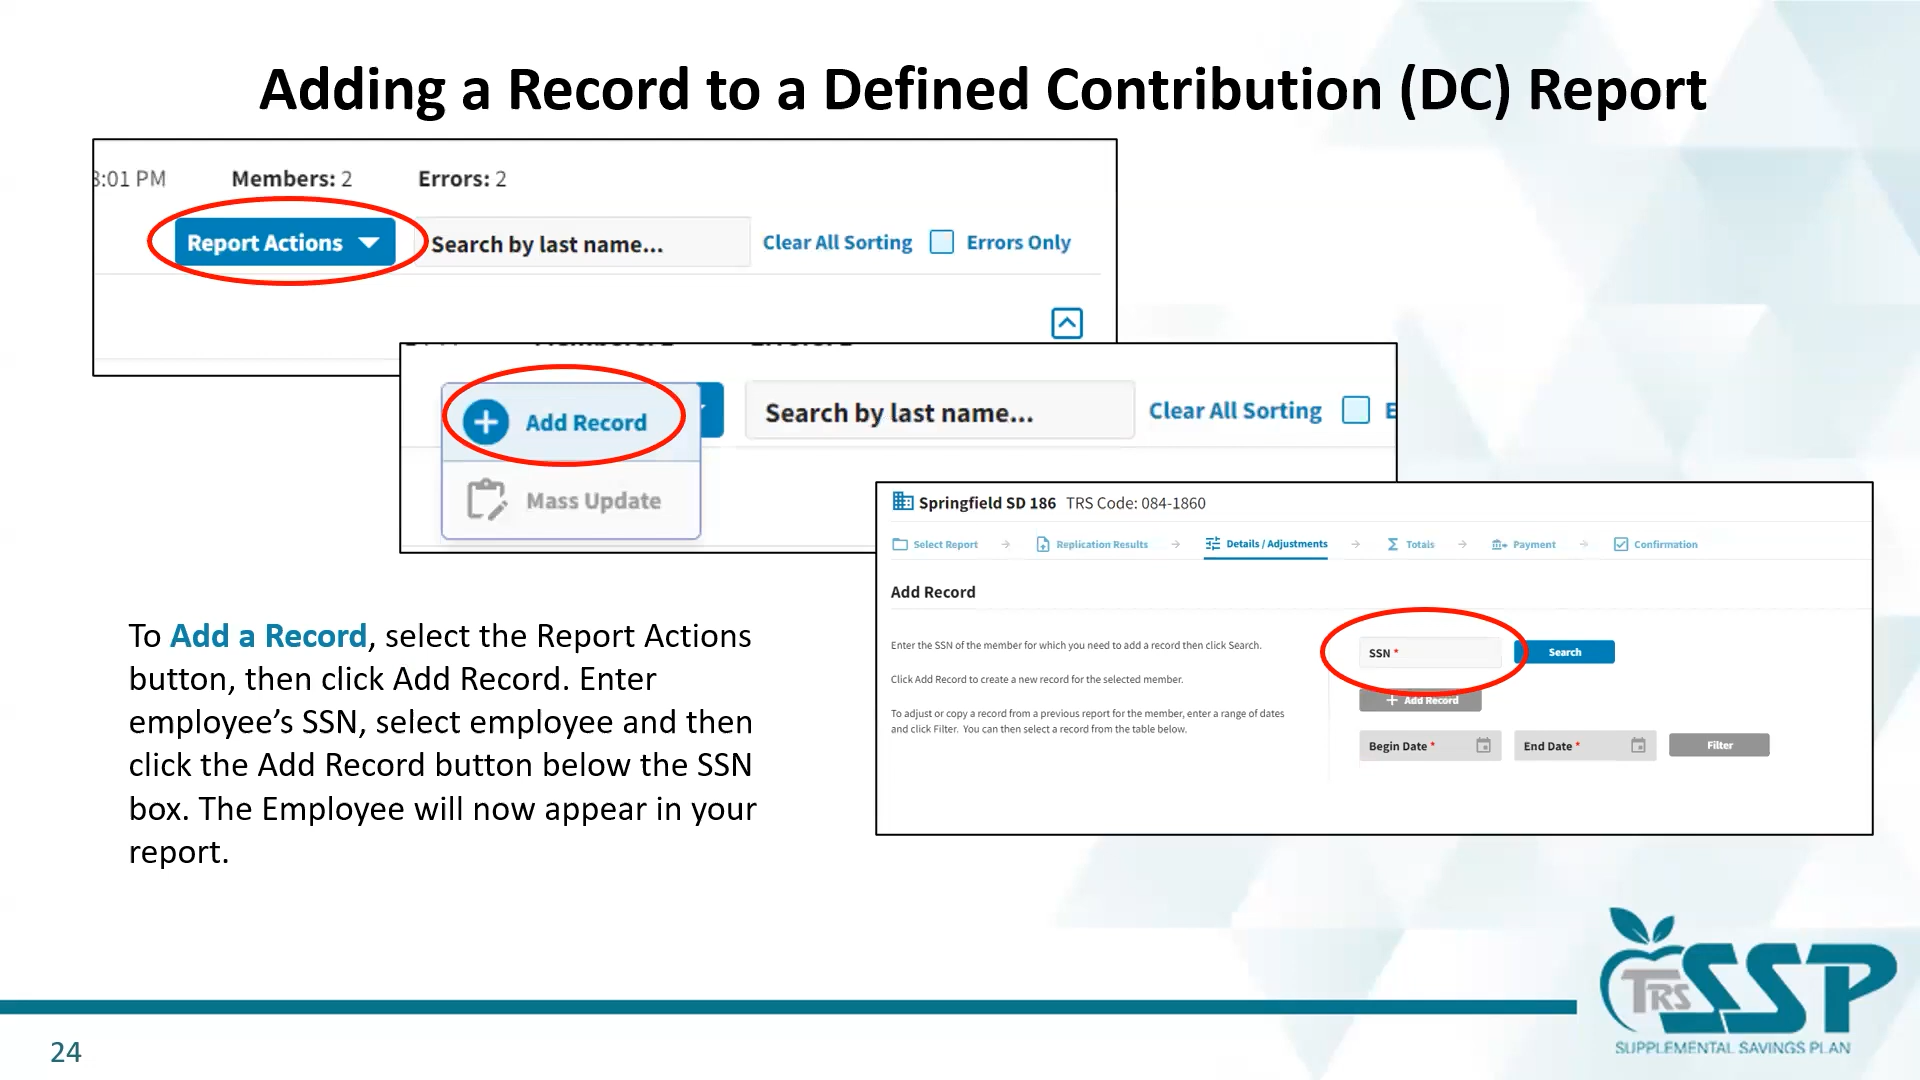 Adding a Record to a Defined Contribution (DC) Report
3:01 PM Members: 2 Errors: 2
Report Actions Search by last name... Clear All Sorting Errors Only
Add Record Search by last name... Clear All Sorting E
Mass Update
Springfield SD 186 TRS Code: 084-1860
Select Report Replication Results Details / Adjustments Totals Payment Confirmation
Add Record
Enter the SSN of the member for which you need to add a record then click Search.
SSN * Search
Click Add Record to create a new record for the selected member.
Add Record
To adjust or copy a record from a previous report for the member, enter a range of dates
and click Filter. You can then select a record from the table below.
Begin Date * End Date * Filter
To Add a Record, select the Report Actions
button, then click Add Record. Enter
employee’s SSN, select employee and then
click the Add Record button below the SSN
box. The Employee will now appear in your
report.
TRS SSP
SUPPLEMENTAL SAVINGS PLAN
24